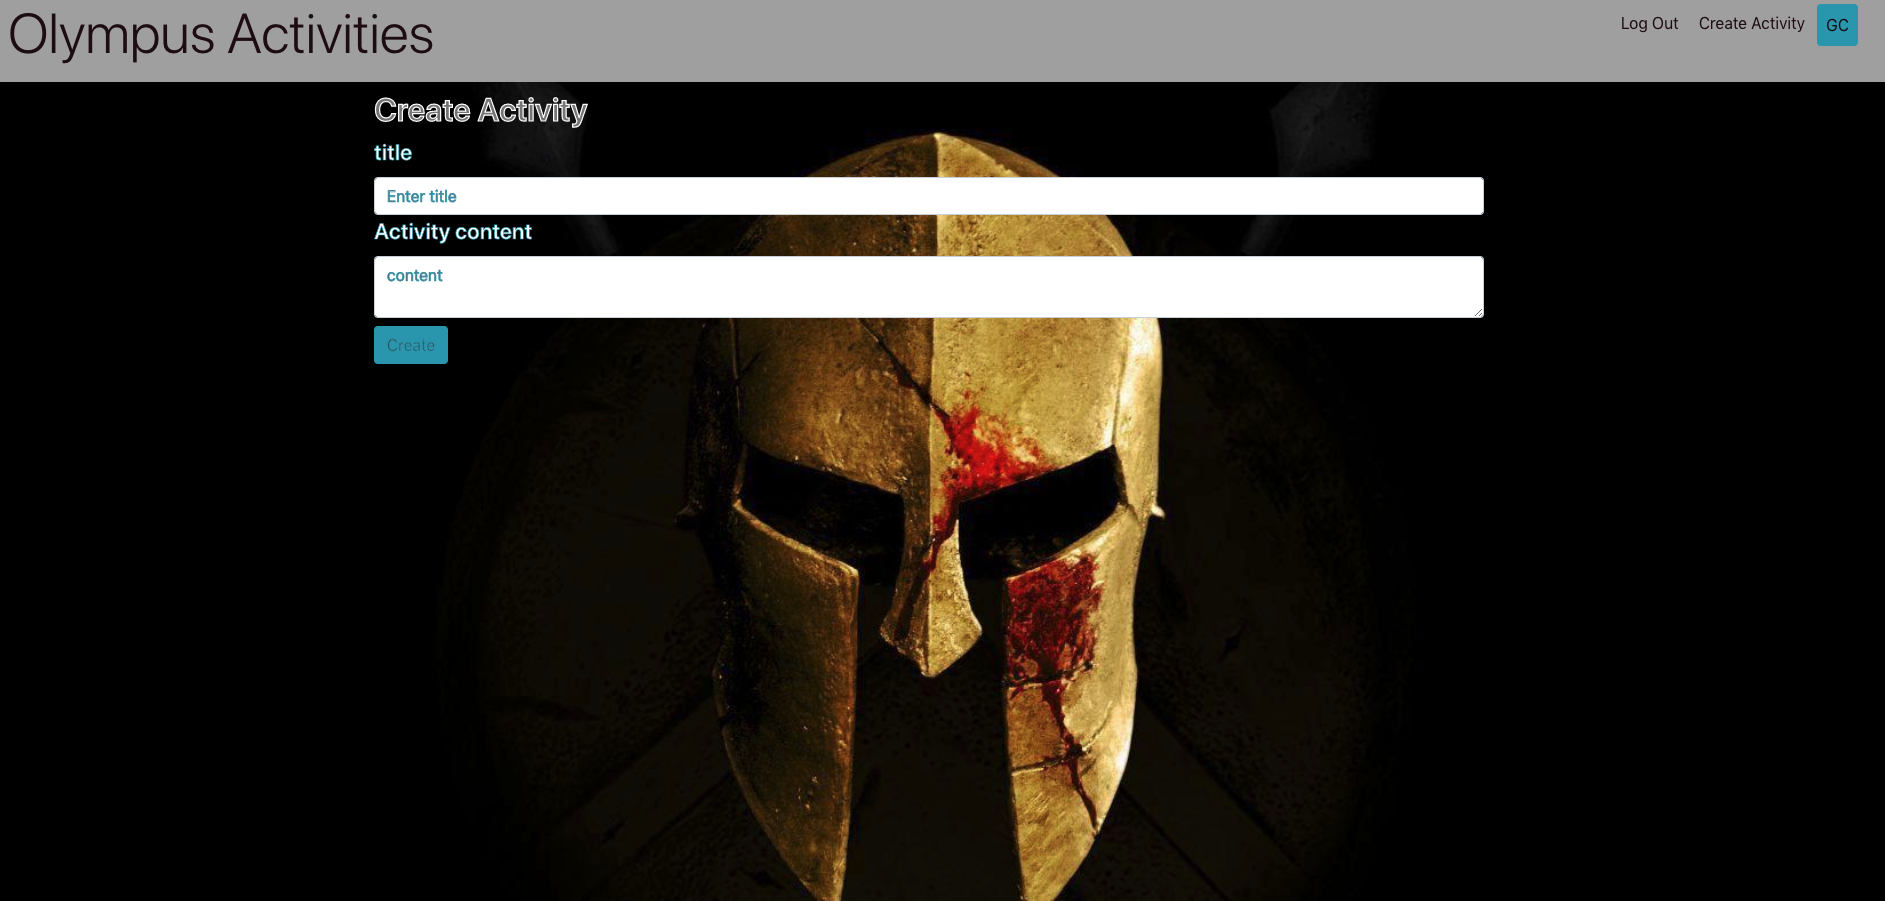 Olympus Activities
Log Out
Create Activity
GC
Create Activity
title
Enter title
Activity content
content
Create